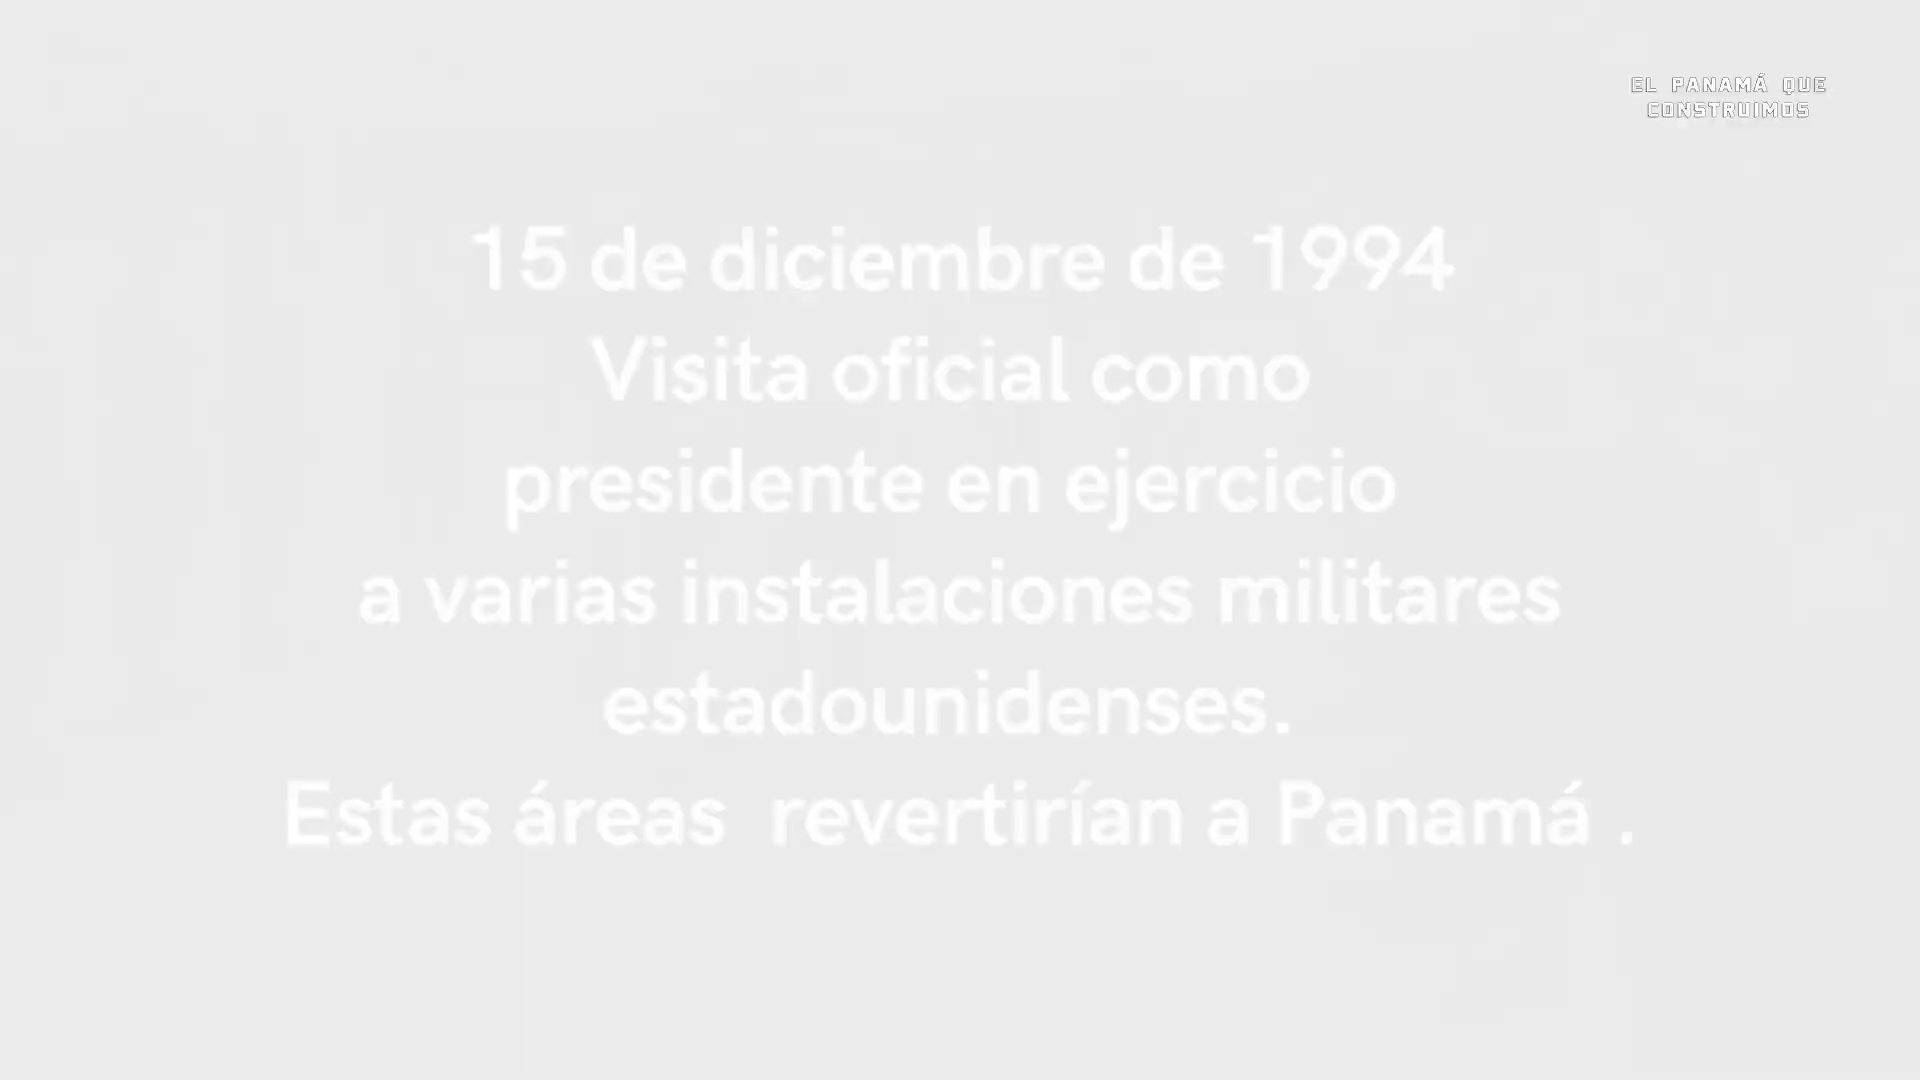 EL PANAMÁ QUE
CONSTRUIMOS
15 de diciembre de 1994
Visita oficial como
presidente en ejercicio
a varias instalaciones militares
estadounidenses.
Estas áreas  revertirían a Panamá .